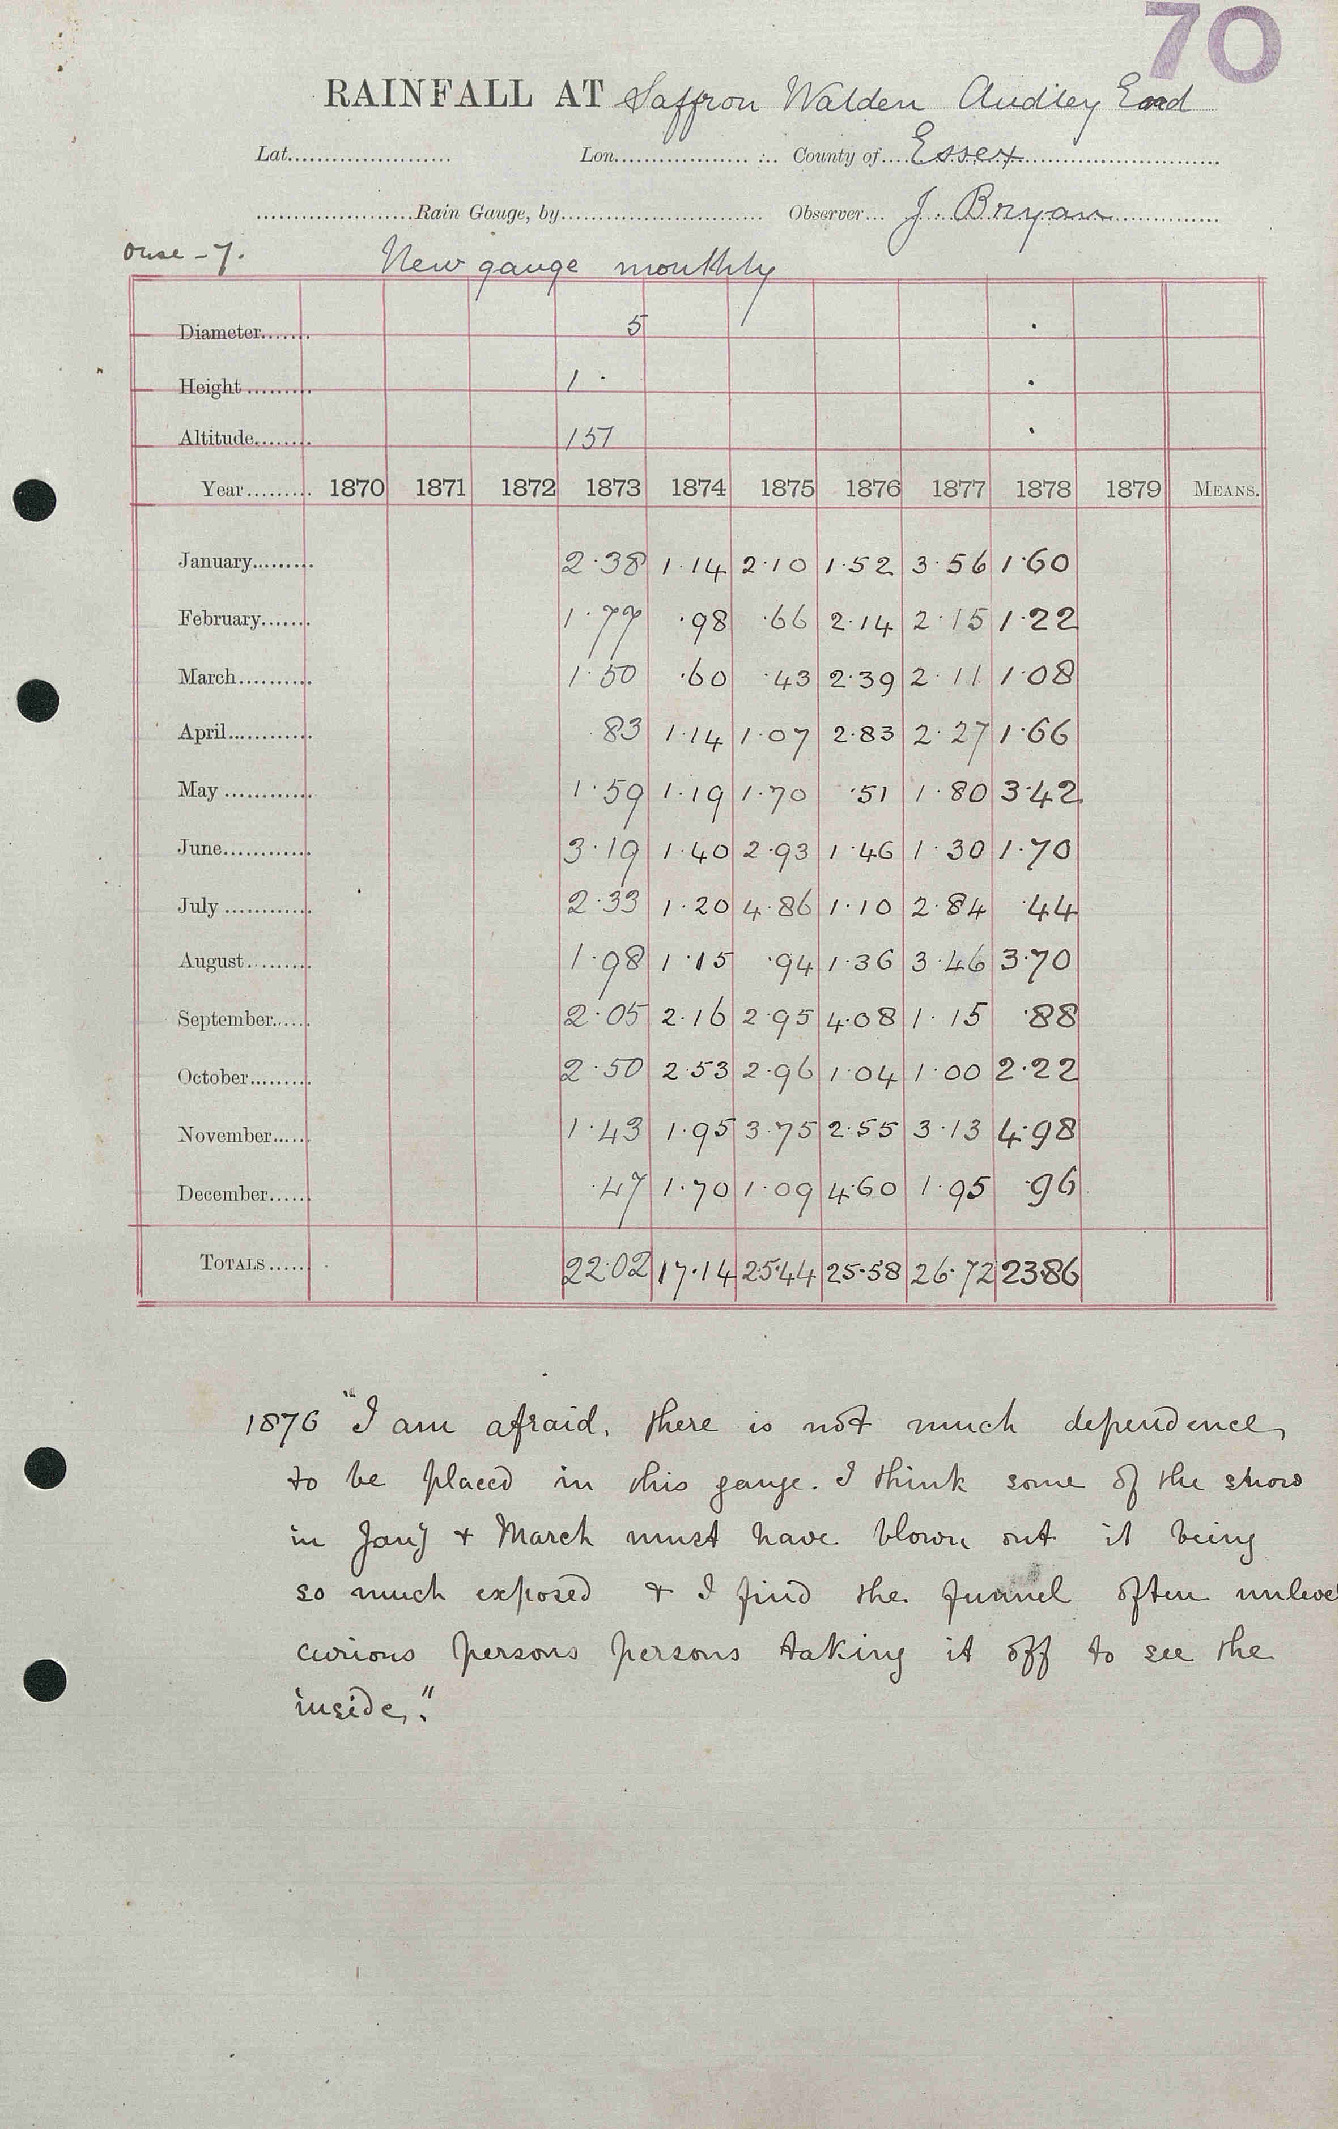 70
RAINFALL AT Saffron Walden Audley End
Lat. Lon. County of Essex
Rain Gauge, by Observer J. Bryan
Ouse - 7.
New gauge monthly
Diameter 5
Height 1 .
Altitude 157
Year 1870 1871 1872 1873 1874 1875 1876 1877 1878 1879 MEANS.
January 2.38 1.14 2.10 1.52 3.56 1.60
February 1.77 .98 .66 2.14 2.15 1.22
March 1.50 .60 .43 2.39 2.11 1.08
April .83 1.14 1.07 2.83 2.27 1.66
May 1.59 1.19 1.70 .51 1.80 3.42
June 3.19 1.40 2.93 1.46 1.30 1.70
July 2.33 1.20 4.86 1.10 2.84 .44
August 1.98 1.15 .94 1.36 3.46 3.70
September 2.05 2.16 2.95 4.08 1.15 .88
October 2.50 2.53 2.96 1.04 1.00 2.22
November 1.43 1.95 3.75 2.55 3.13 4.98
December .47 1.70 1.09 4.60 1.95 .96
TOTALS 22.02 17.14 25.44 25.58 26.72 23.86
1876 "I am afraid, there is not much dependence
to be placed in this gauge. I think some of the snow
in Jany & March must have blown out it being
so much exposed & I find the funnel often unlevel
curious persons persons taking it off to see the
inside."